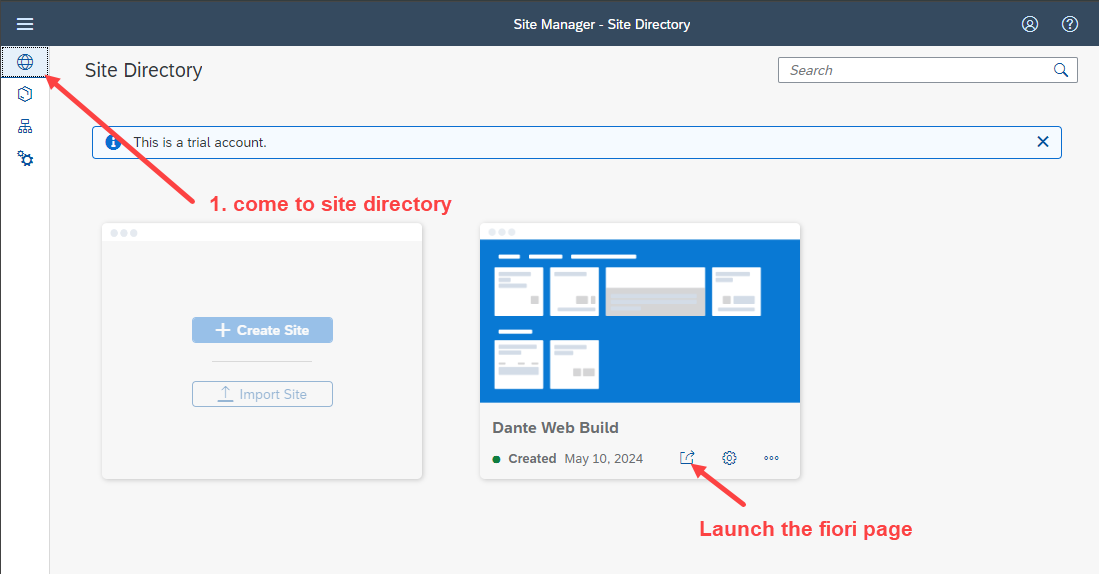 Site Manager - Site Directory
Site Directory
Search
This is a trial account.
1. come to site directory
Create Site
Import Site
Dante Web Build
Created May 10, 2024
Launch the fiori page